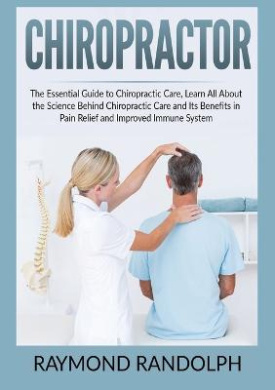 CHIROPRACTOR
The Essential Guide to Chiropractic Care, Learn All About
the Science Behind Chiropractic Care and Its Benefits in
Pain Relief and Improved Immune System
RAYMOND RANDOLPH